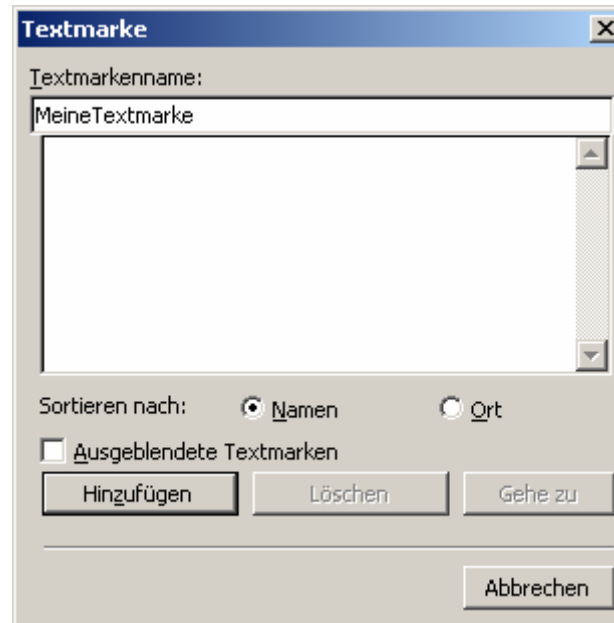 Textmarke
Textmarkenname:
MeineTextmarke
Sortieren nach: Namen Ort
Ausgeblendete Textmarken
Hinzufügen Löschen Gehe zu
Abbrechen